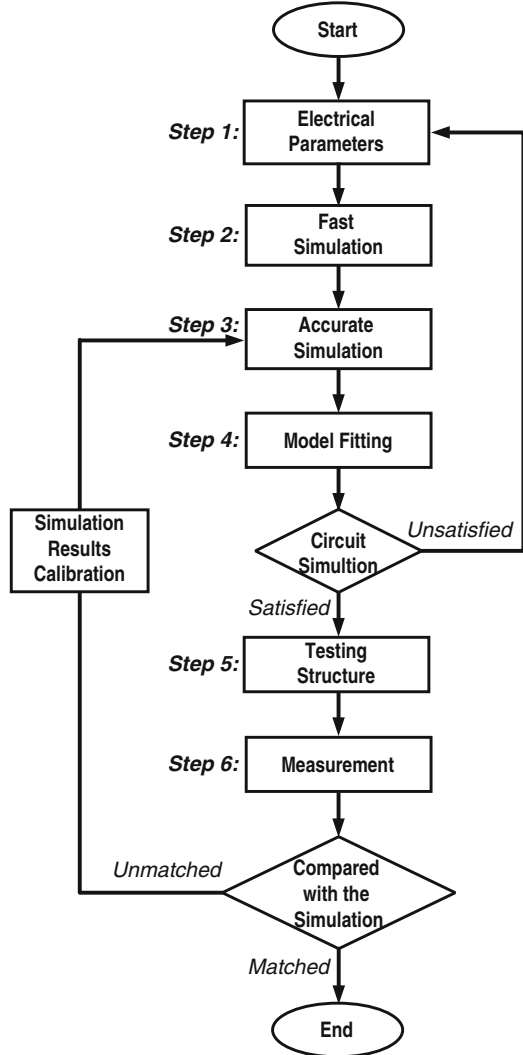 Start
Step 1:
Electrical
Parameters
Step 2:
Fast
Simulation
Step 3:
Accurate
Simulation
Step 4:
Model Fitting
Simulation
Results
Calibration
Circuit
Simultion
Unsatisfied
Satisfied
Step 5:
Testing
Structure
Step 6:
Measurement
Unmatched
Compared
with the
Simulation
Matched
End